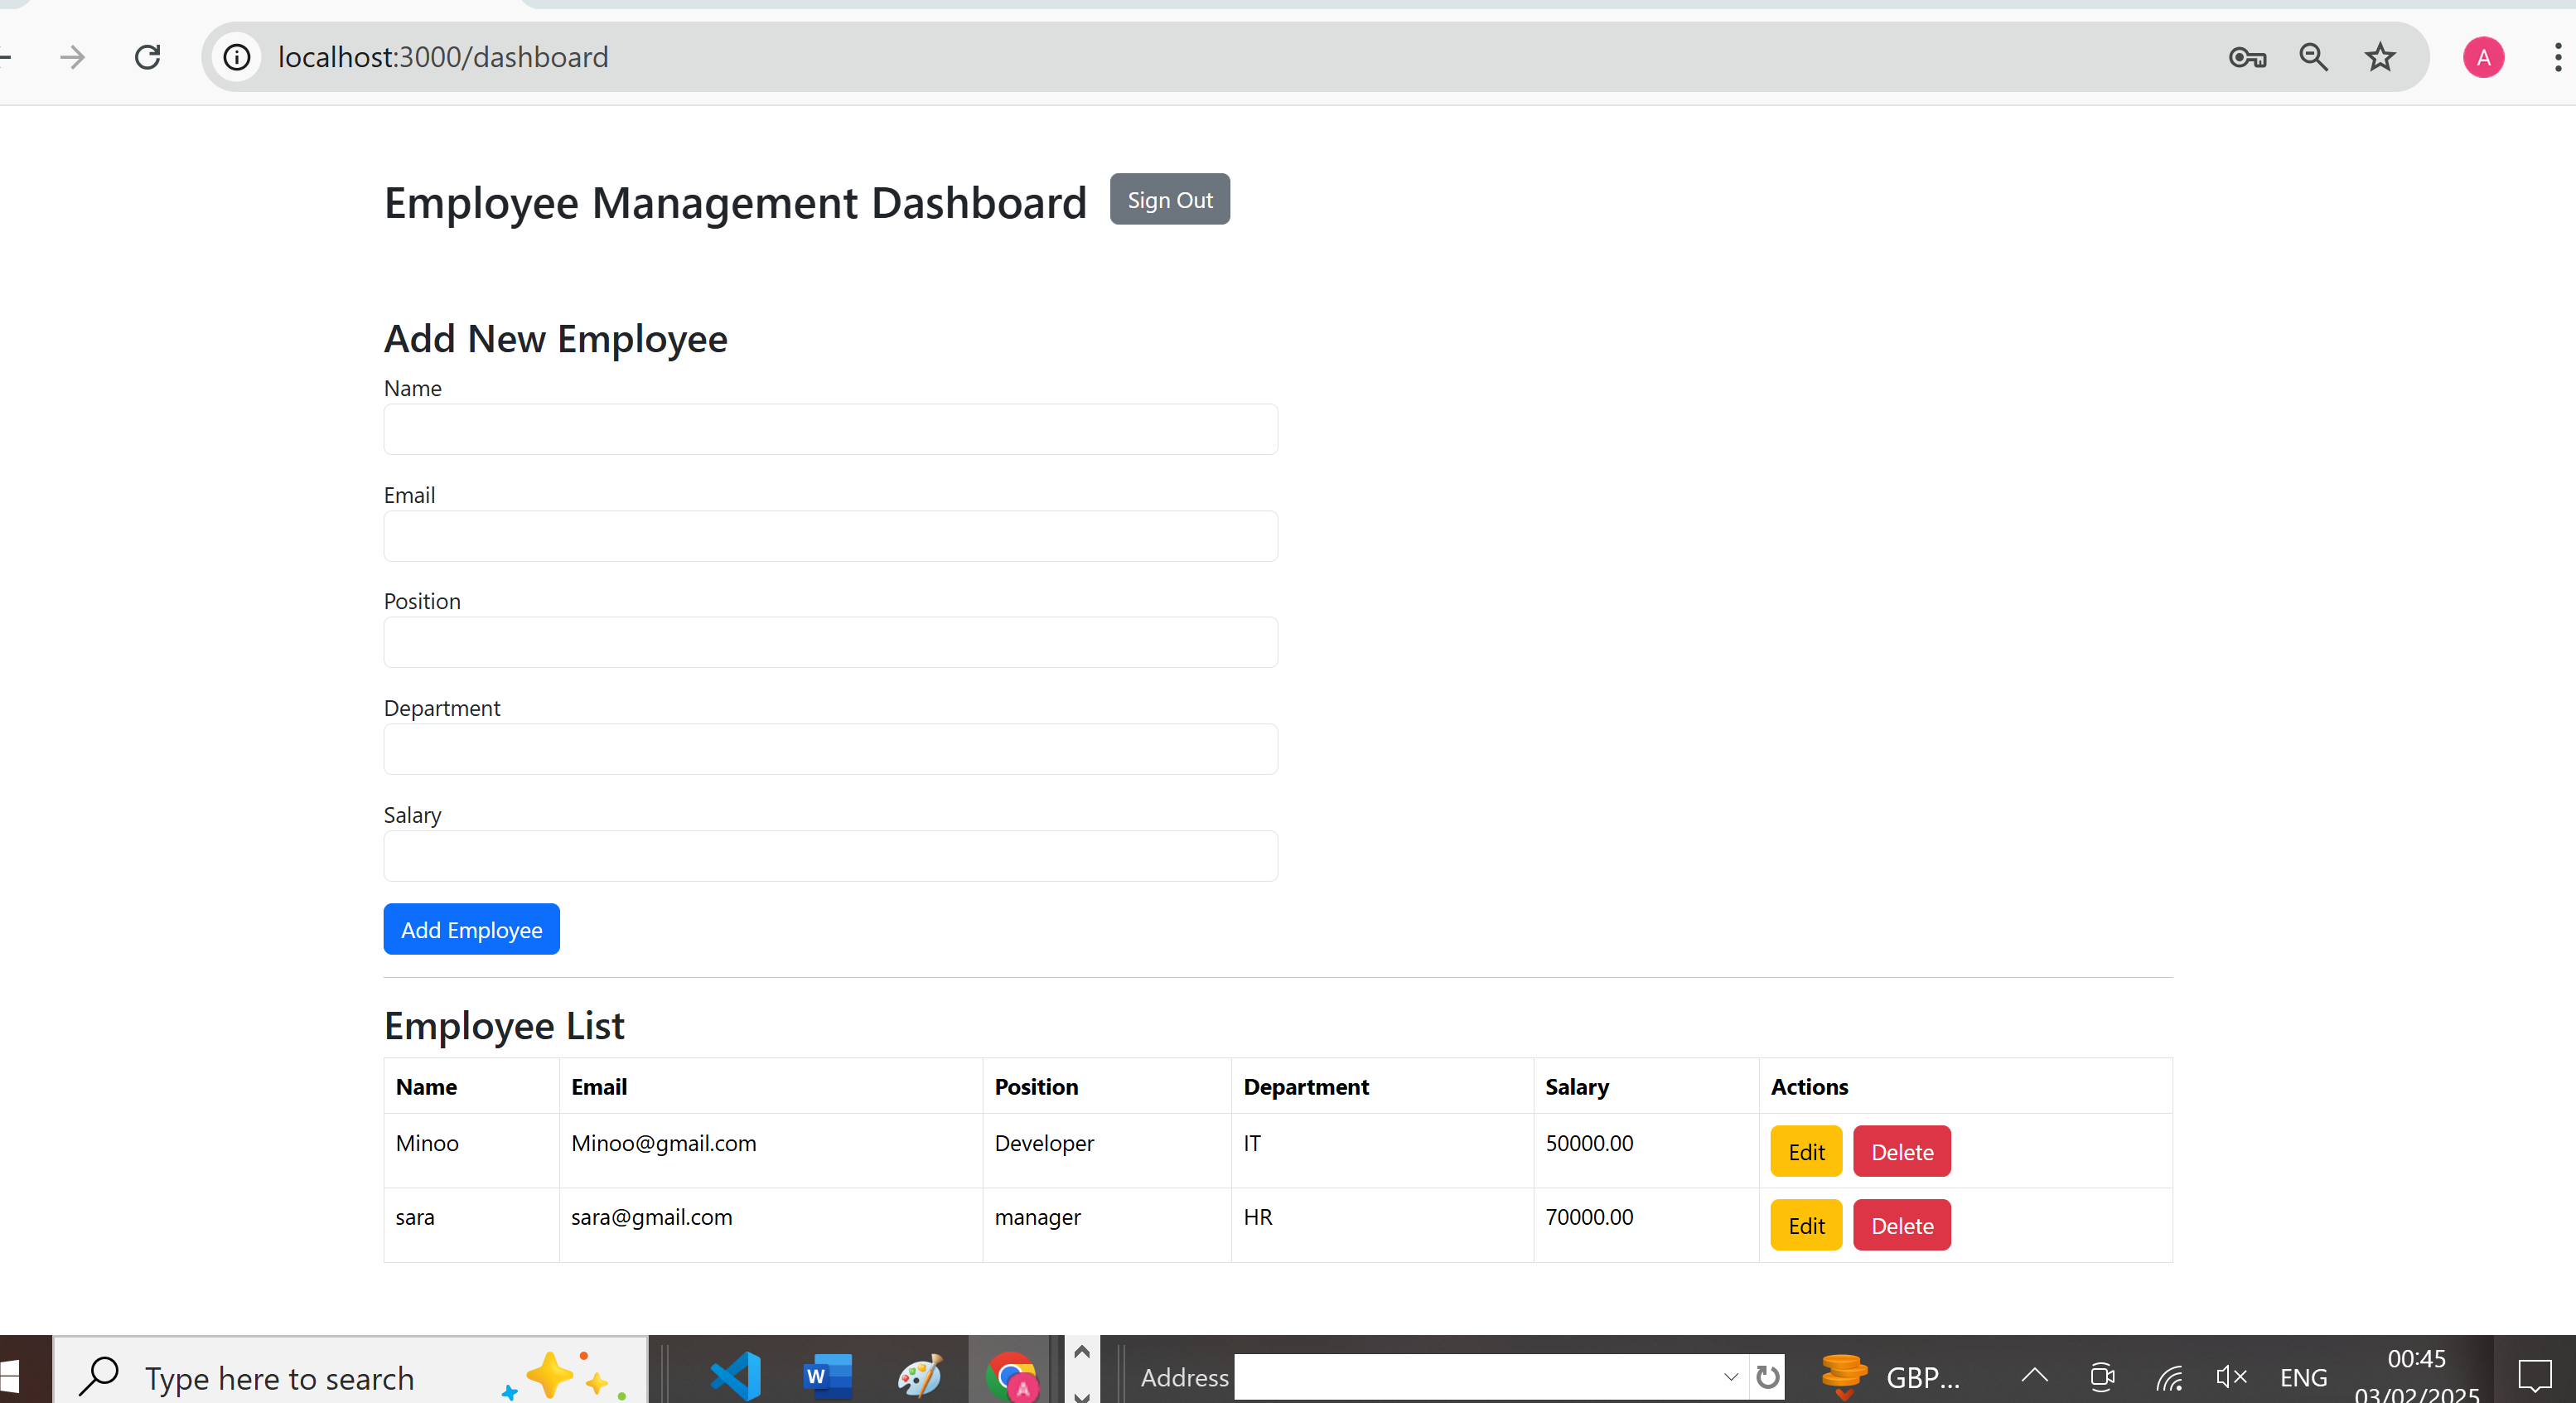 localhost:3000/dashboard
A
Employee Management Dashboard Sign Out
Add New Employee
Name
Email
Position
Department
Salary
Add Employee
Employee List
Name Email Position Department Salary Actions
Minoo Minoo@gmail.com Developer IT 50000.00 Edit Delete
sara sara@gmail.com manager HR 70000.00 Edit Delete
Type here to search W A Address GBP... ENG 00:45
03/02/2025